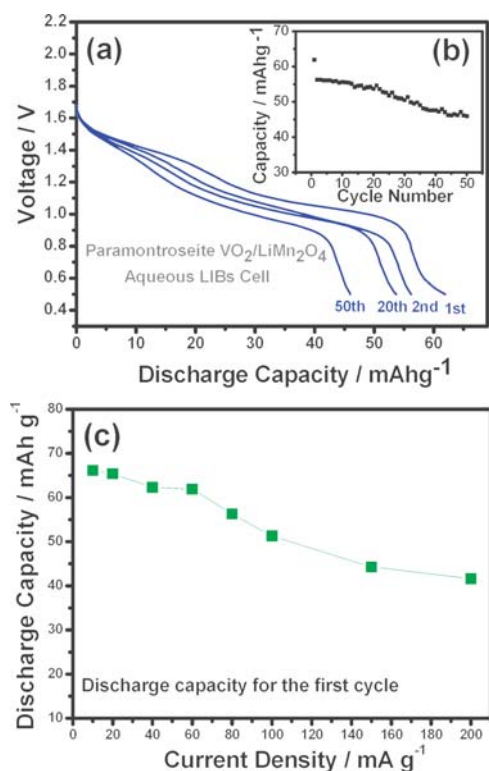 (a)
(b)
Capacity / mAhg-1
70
60
50
40
30
0 10 20 30 40 50
Cycle Number
Voltage / V
2.4
2.2
2.0
1.8
1.6
1.4
1.2
1.0
0.8
0.6
0.4
Paramontroseite VO2/LiMn2O4
Aqueous LIBs Cell
50th 20th 2nd 1st
0 10 20 30 40 50 60
Discharge Capacity / mAhg-1
(c)
Discharge Capacity / mAh g-1
80
70
60
50
40
30
20
10
Discharge capacity for the first cycle
0 20 40 60 80 100 120 140 160 180 200
Current Density / mA g-1